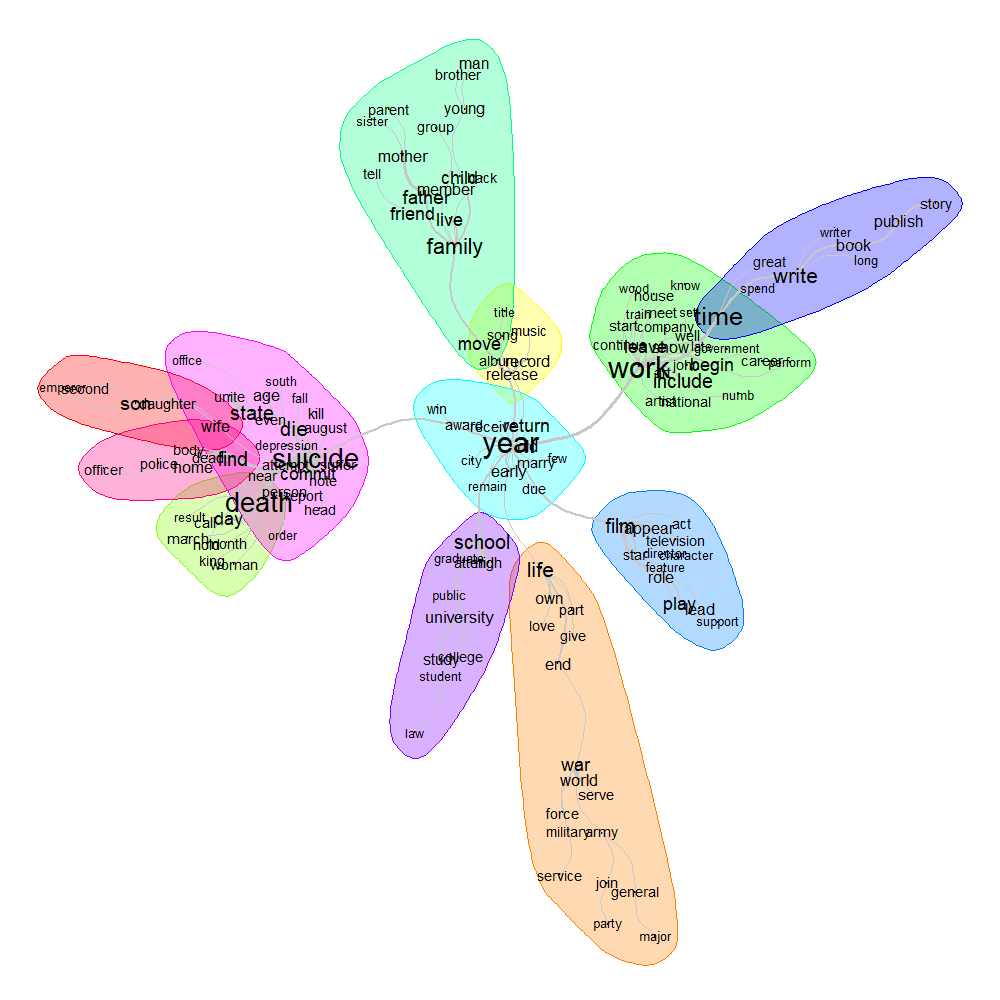 man
brother
parent
young
sister
group
mother
tell
child
back
member
father
friend
live
family
title
music
song
move
album
record
release
story
publish
writer
book
long
great
write
spend
time
wood
know
house
train
meet
set
start
company
well
continue
leave
show
late
government
work
john
begin
career
perform
include
artist
national
numb
office
south
emperor
second
unite
age
fall
son
daughter
state
kill
wife
even
die
august
depression
body
dead
find
suicide
officer
police
home
attempt
suffer
near
commit
note
person
report
death
head
result
call
day
march
hold
month
order
king
woman
win
award
receive
return
year
city
marry
few
early
remain
due
school
graduate
attend
high
public
university
study
college
student
law
film
appear
act
television
star
director
character
feature
role
play
lead
support
life
own
part
love
give
end
war
world
serve
force
military
army
service
join
general
party
major